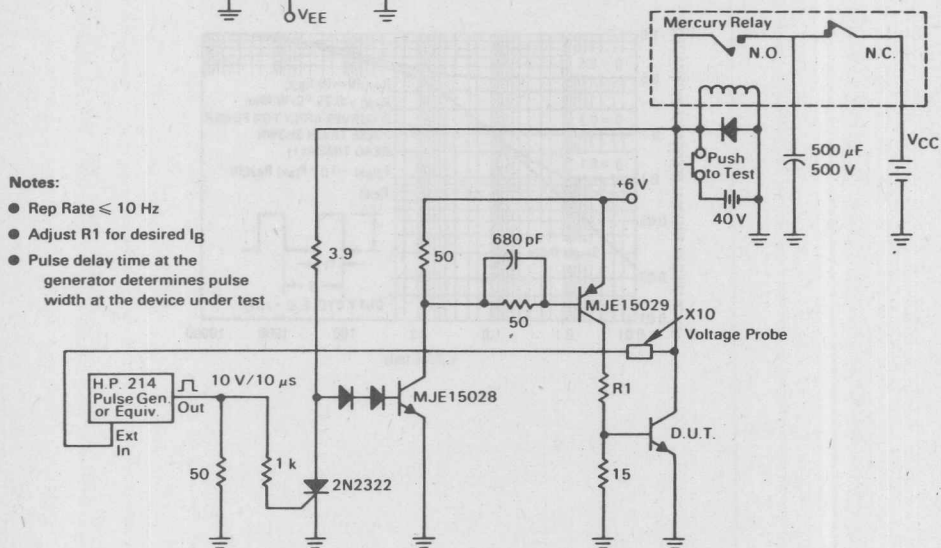 VEE
Mercury Relay
N.O.
N.C.
VCC
500 μF
500 V
Push
to Test
40 V
+6 V
Notes:
● Rep Rate ≤ 10 Hz
● Adjust R1 for desired IB
● Pulse delay time at the
generator determines pulse
width at the device under test
3.9
50
680 pF
50
MJE15029
X10
Voltage Probe
H.P. 214
Pulse Gen.
or Equiv.
Ext
In
Out
10 V/10 μs
MJE15028
R1
D.U.T.
50
1 k
2N2322
15